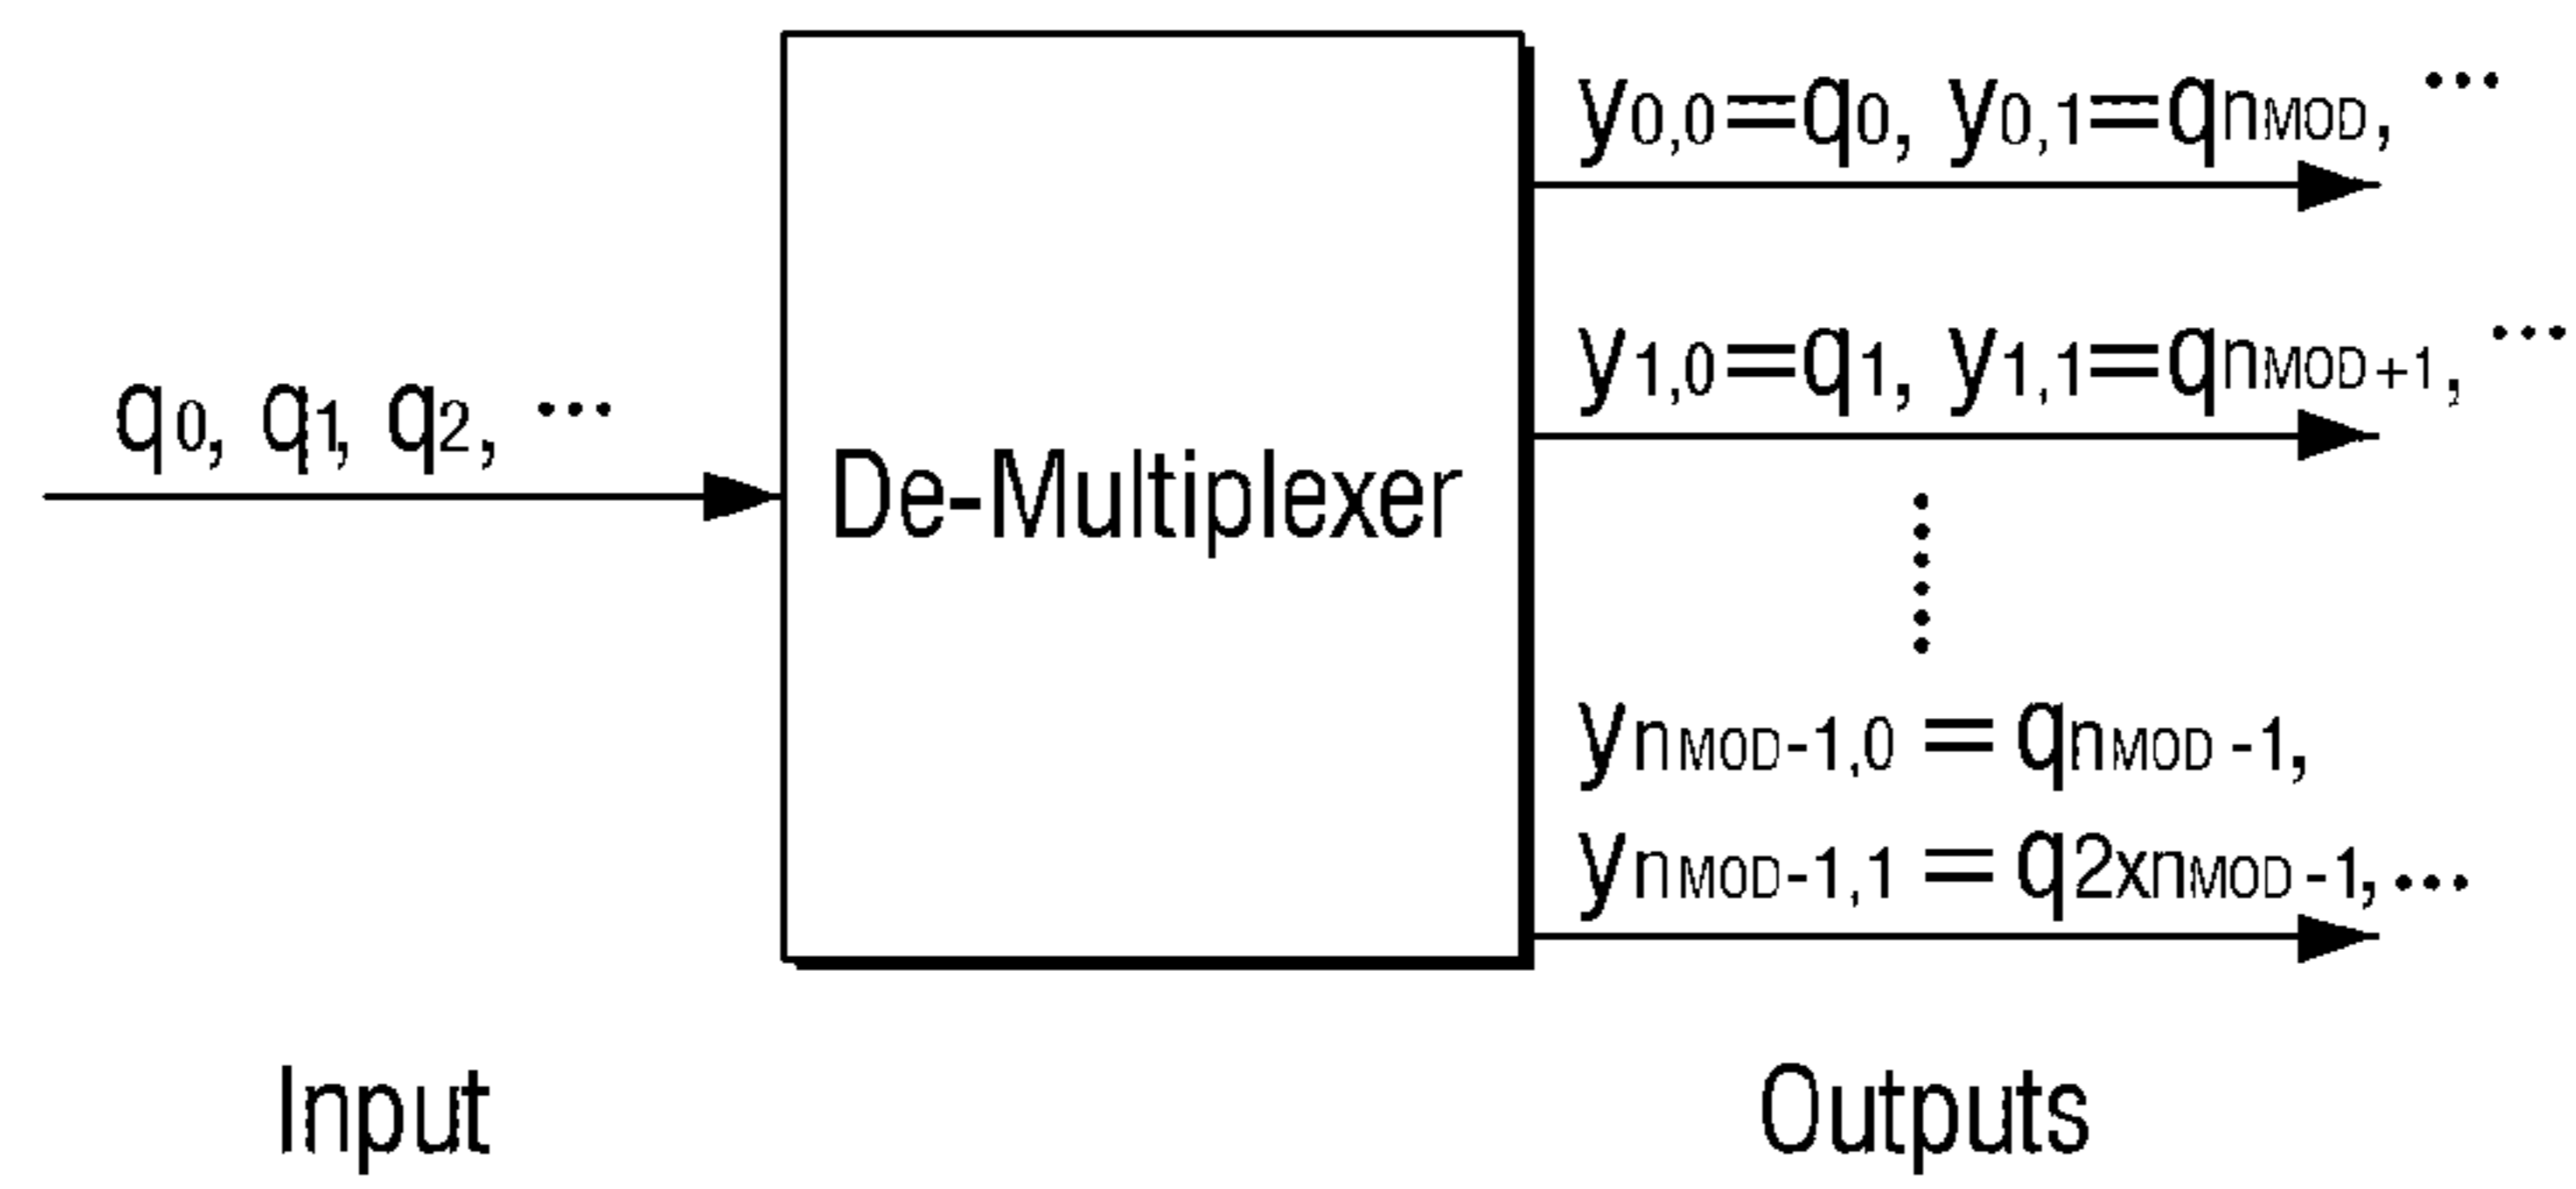 y0,0=q0, y0,1=qnMOD, ...
y1,0=q1, y1,1=qnMOD+1, ...
q0, q1, q2, ...
De-Multiplexer
ynMOD-1,0 = qnMOD-1,
ynMOD-1,1 = q2xnMOD-1, ...
Input
Outputs